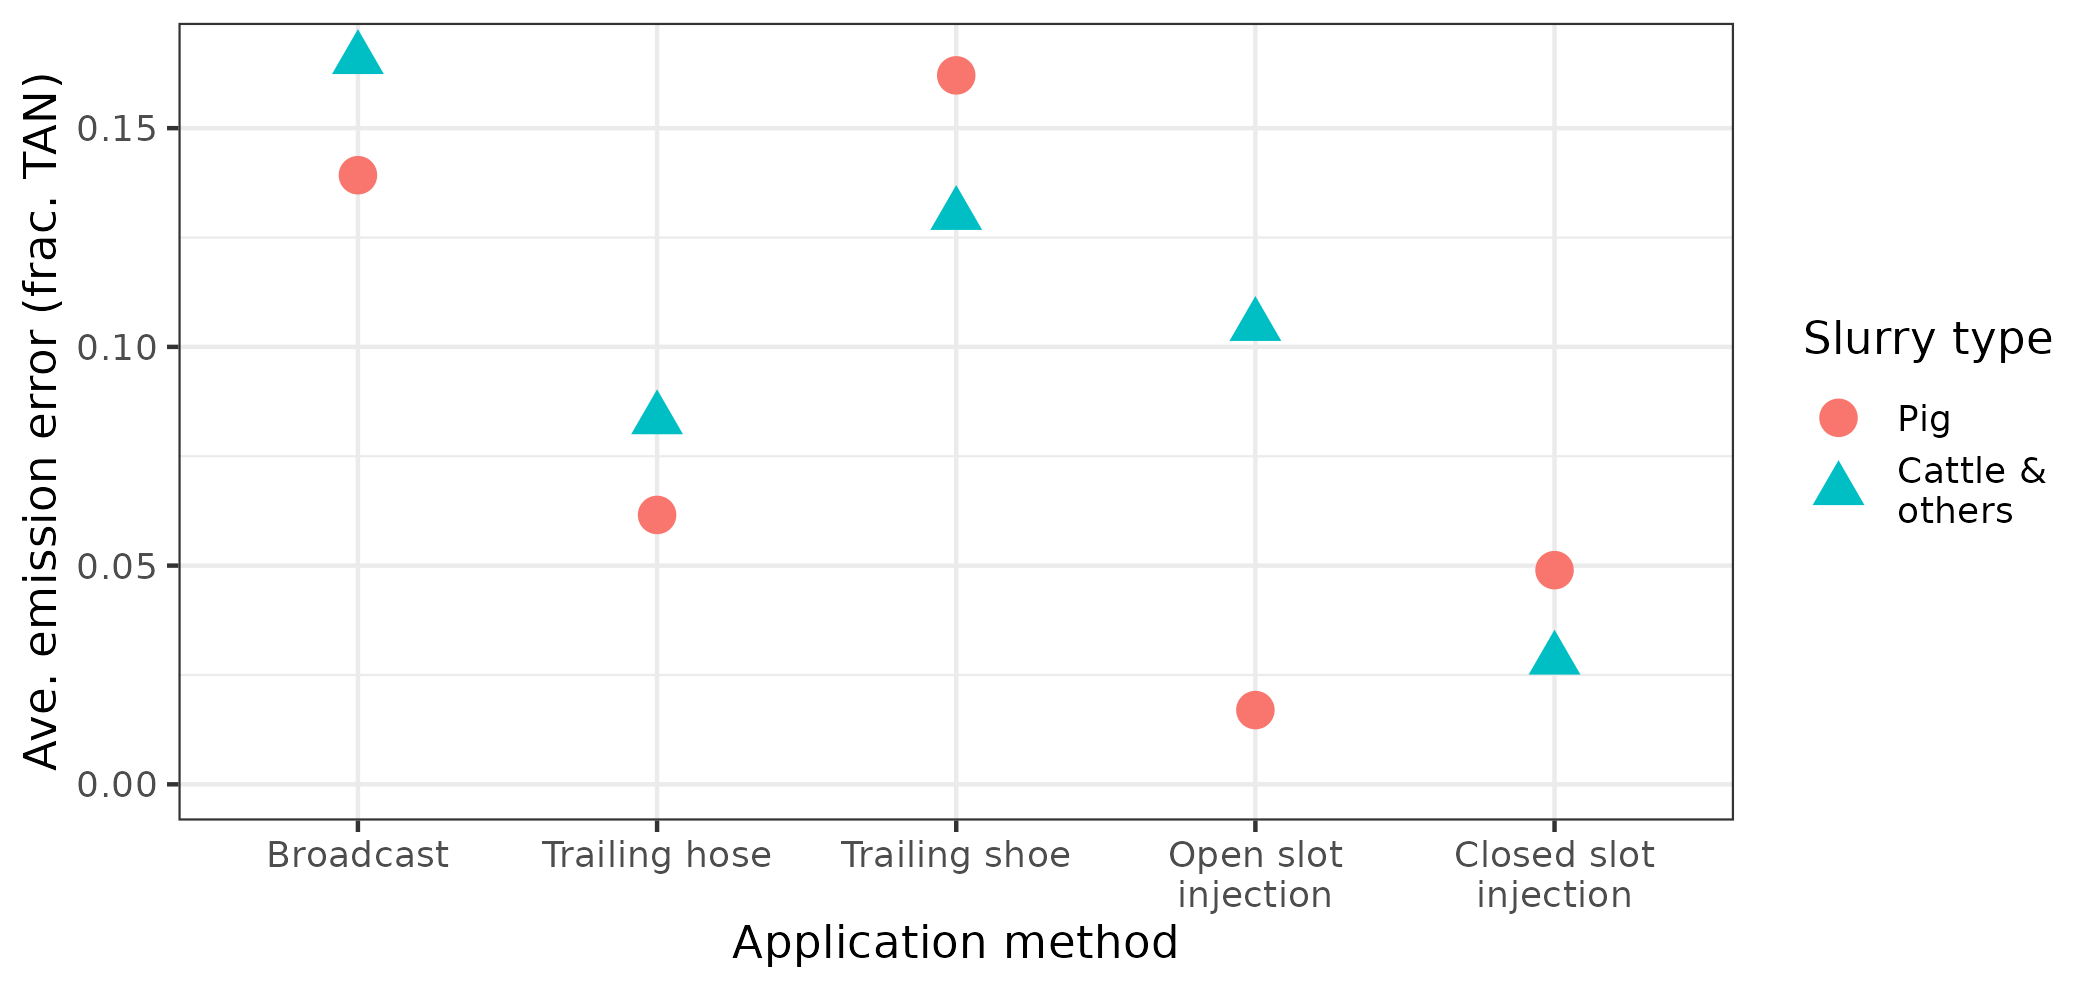 Ave. emission error (frac. TAN)
0.15
0.10
0.05
0.00
Broadcast
Trailing hose
Trailing shoe
Open slot
injection
Closed slot
injection
Application method
Slurry type
Pig
Cattle &
others